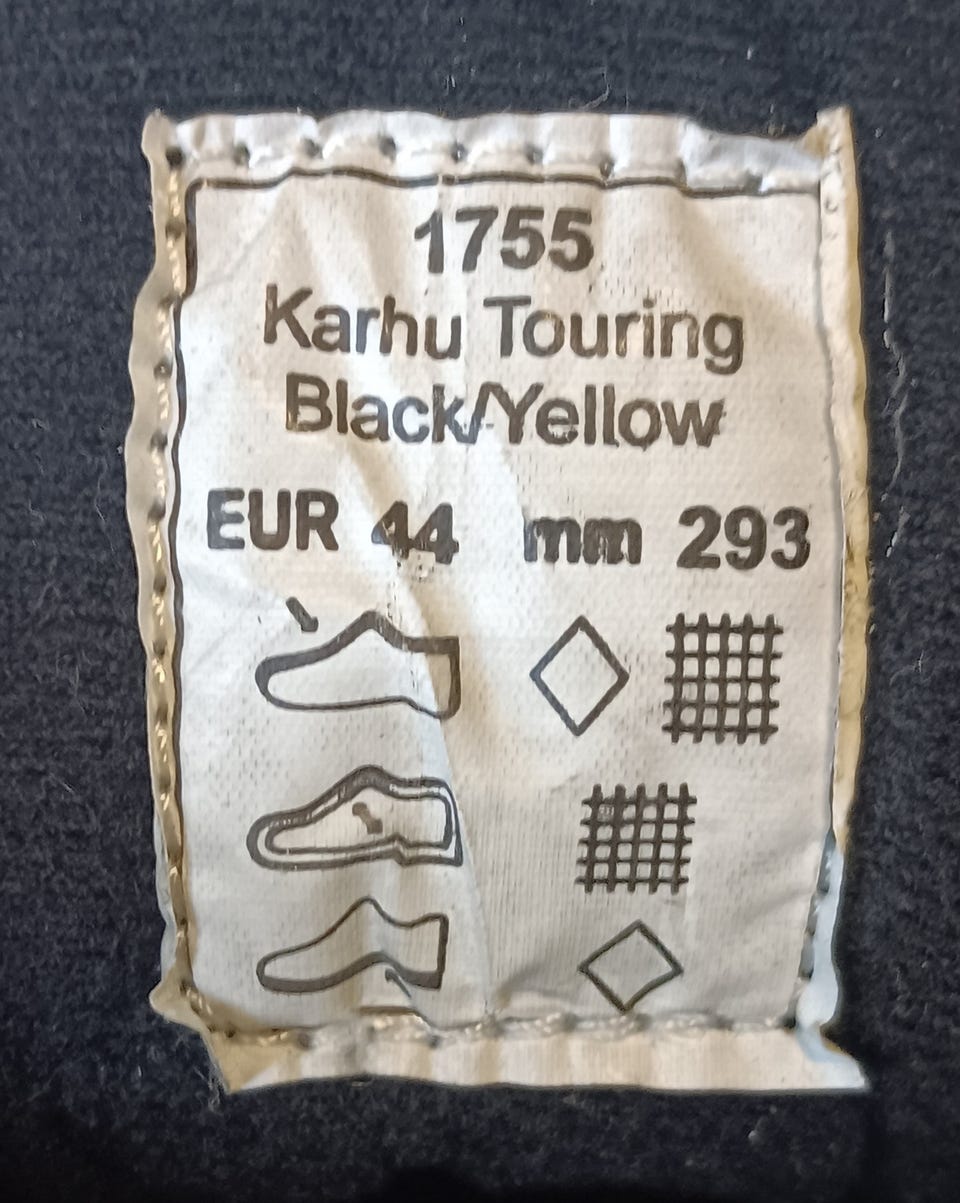 1755
Karhu Touring
Black/Yellow
EUR 44 mm 293